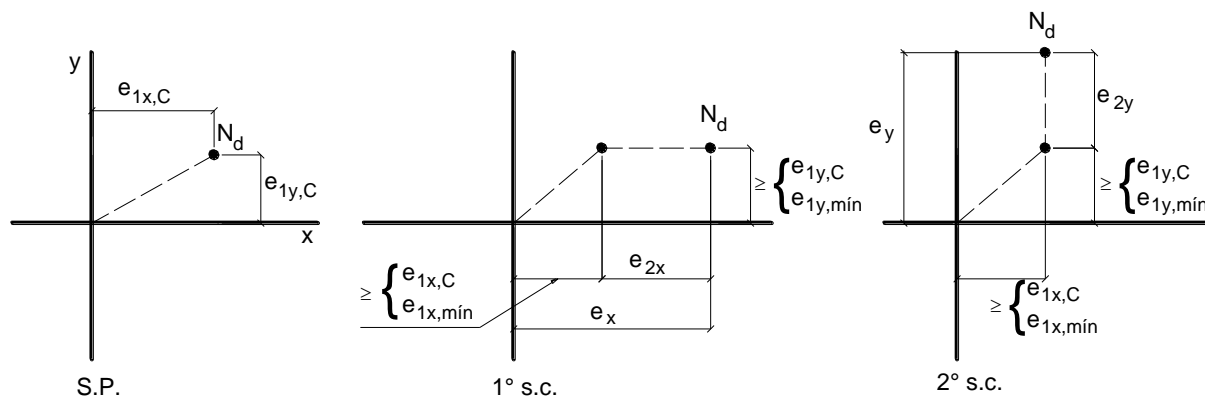 y
e1x,C
Nd
e1y,C
x
S.P.
Nd
≥ { e1y,C
e1y,mín
≥ { e1x,C
e1x,mín
e2x
ex
1° s.c.
Nd
ey
e2y
≥ { e1y,C
e1y,mín
≥ { e1x,C
e1x,mín
2° s.c.